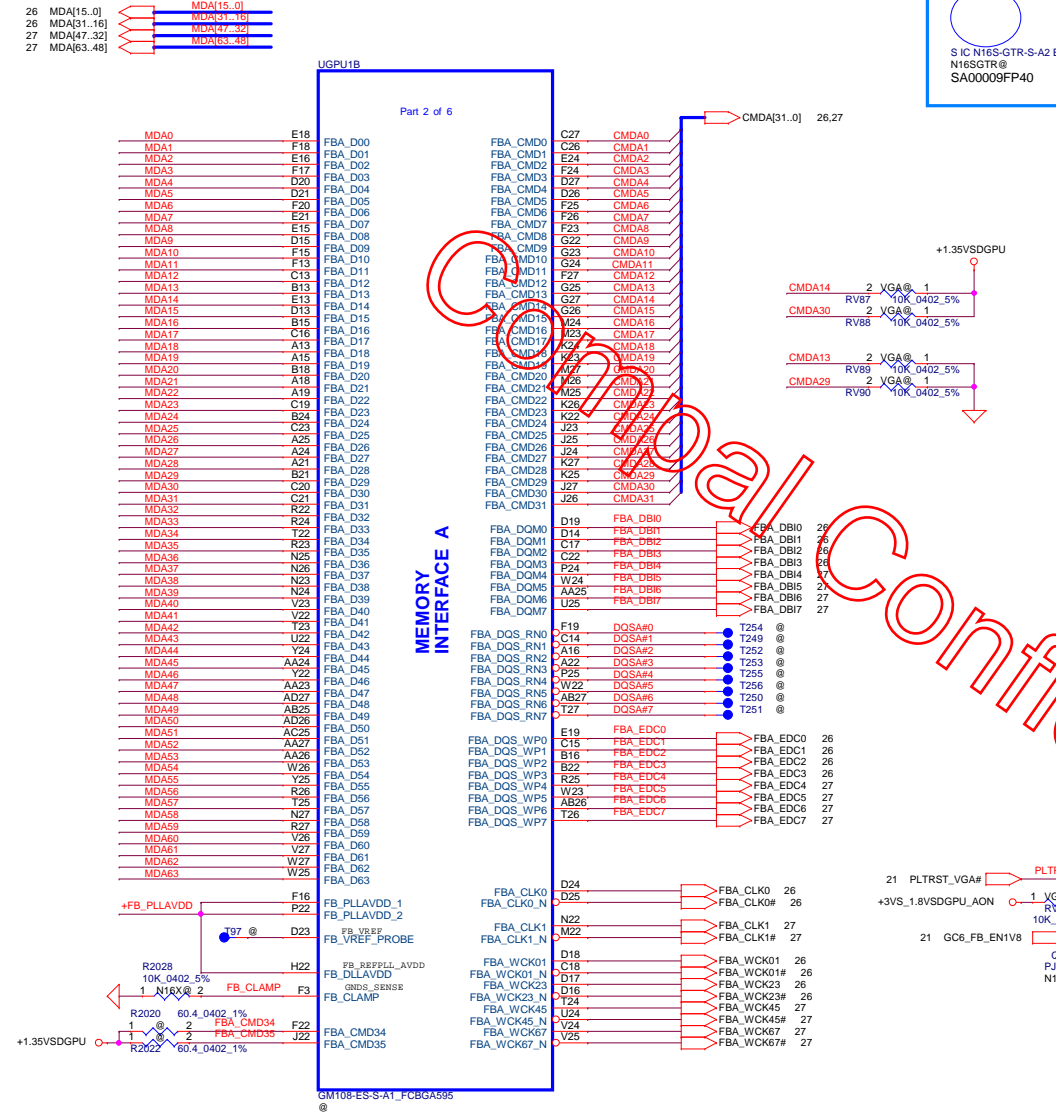 26 MDA[15..0] MDA[15..0]
26 MDA[31..16] MDA[31..16]
27 MDA[47..32] MDA[47..32]
27 MDA[63..48] MDA[63..48]
S IC N16S-GTR-S-A2 B
N16SGTR@
SA00009FP40
UGPU1B
Part 2 of 6
CMDA[31..0] 26,27
MDA0 E18 FBA_D00 FBA_CMD0 C27 CMDA0
MDA1 F18 FBA_D01 FBA_CMD1 C26 CMDA1
MDA2 E16 FBA_D02 FBA_CMD2 E24 CMDA2
MDA3 F17 FBA_D03 FBA_CMD3 F24 CMDA3
MDA4 D20 FBA_D04 FBA_CMD4 D27 CMDA4
MDA5 D21 FBA_D05 FBA_CMD5 D26 CMDA5
MDA6 F20 FBA_D06 FBA_CMD6 F25 CMDA6
MDA7 E21 FBA_D07 FBA_CMD7 F26 CMDA7
MDA8 E15 FBA_D08 FBA_CMD8 F23 CMDA8
MDA9 D15 FBA_D09 FBA_CMD9 G22 CMDA9
MDA10 F15 FBA_D10 FBA_CMD10 G23 CMDA10
MDA11 F13 FBA_D11 FBA_CMD11 G24 CMDA11
MDA12 C13 FBA_D12 FBA_CMD12 F27 CMDA12
MDA13 B13 FBA_D13 FBA_CMD13 G25 CMDA13
MDA14 E13 FBA_D14 FBA_CMD14 G27 CMDA14
MDA15 D13 FBA_D15 FBA_CMD15 G26 CMDA15
MDA16 B15 FBA_D16 FBA_CMD16 M24 CMDA16
MDA17 C16 FBA_D17 FBA_CMD17 M23 CMDA17
MDA18 A13 FBA_D18 FBA_CMD18 K24 CMDA18
MDA19 A15 FBA_D19 FBA_CMD19 K23 CMDA19
MDA20 B18 FBA_D20 FBA_CMD20 M27 CMDA20
MDA21 A18 FBA_D21 FBA_CMD21 M26 CMDA21
MDA22 A19 FBA_D22 FBA_CMD22 M25 CMDA22
MDA23 C19 FBA_D23 FBA_CMD23 K26 CMDA23
MDA24 B24 FBA_D24 FBA_CMD24 K22 CMDA24
MDA25 C23 FBA_D25 FBA_CMD25 J23 CMDA25
MDA26 A25 FBA_D26 FBA_CMD26 J25 CMDA26
MDA27 A24 FBA_D27 FBA_CMD27 J24 CMDA27
MDA28 A21 FBA_D28 FBA_CMD28 K27 CMDA28
MDA29 B21 FBA_D29 FBA_CMD29 K25 CMDA29
MDA30 C20 FBA_D30 FBA_CMD30 J27 CMDA30
MDA31 C21 FBA_D31 FBA_CMD31 J26 CMDA31
+1.35VSDGPU
CMDA14 2 VGA@ 1
RV87 10K_0402_5%
CMDA30 2 VGA@ 1
RV88 10K_0402_5%
CMDA13 2 VGA@ 1
RV89 10K_0402_5%
CMDA29 2 VGA@ 1
RV90 10K_0402_5%
MDA32 R22 FBA_D32
MDA33 R24 FBA_D33 FBA_DQM0 D19 FBA_DBI0 FBA_DBI0 26
MDA34 T22 FBA_D34 FBA_DQM1 D14 FBA_DBI1 FBA_DBI1 26
MDA35 R23 FBA_D35 FBA_DQM2 C17 FBA_DBI2 FBA_DBI2 26
MDA36 N25 FBA_D36 FBA_DQM3 C22 FBA_DBI3 FBA_DBI3 26
MDA37 N26 FBA_D37 FBA_DQM4 P24 FBA_DBI4 FBA_DBI4 27
MDA38 N23 FBA_D38 FBA_DQM5 W24 FBA_DBI5 FBA_DBI5 27
MDA39 N24 FBA_D39 FBA_DQM6 AA25 FBA_DBI6 FBA_DBI6 27
MDA40 V23 FBA_D40 FBA_DQM7 U25 FBA_DBI7 FBA_DBI7 27
MDA41 V22 FBA_D41
MDA42 T23 FBA_D42 FBA_DQS_RN0 F19 DQSA#0 T254 @
MDA43 U22 FBA_D43 FBA_DQS_RN1 C14 DQSA#1 T249 @
MDA44 Y24 FBA_D44 FBA_DQS_RN2 A16 DQSA#2 T252 @
MDA45 AA24 FBA_D45 FBA_DQS_RN3 A22 DQSA#3 T253 @
MDA46 Y22 FBA_D46 FBA_DQS_RN4 P25 DQSA#4 T255 @
MDA47 AA23 FBA_D47 FBA_DQS_RN5 W22 DQSA#5 T256 @
MDA48 AD27 FBA_D48 FBA_DQS_RN6 AB27 DQSA#6 T250 @
MDA49 AB25 FBA_D49 FBA_DQS_RN7 T27 DQSA#7 T251 @
MEMORY
INTERFACE A
MDA50 AD26 FBA_D50
MDA51 AC25 FBA_D51 FBA_DQS_WP0 E19 FBA_EDC0 FBA_EDC0 26
MDA52 AA27 FBA_D52 FBA_DQS_WP1 C15 FBA_EDC1 FBA_EDC1 26
MDA53 AA26 FBA_D53 FBA_DQS_WP2 B16 FBA_EDC2 FBA_EDC2 26
MDA54 W26 FBA_D54 FBA_DQS_WP3 B22 FBA_EDC3 FBA_EDC3 26
MDA55 Y25 FBA_D55 FBA_DQS_WP4 R25 FBA_EDC4 FBA_EDC4 27
MDA56 R26 FBA_D56 FBA_DQS_WP5 W23 FBA_EDC5 FBA_EDC5 27
MDA57 T25 FBA_D57 FBA_DQS_WP6 AB26 FBA_EDC6 FBA_EDC6 27
MDA58 N27 FBA_D58 FBA_DQS_WP7 T26 FBA_EDC7 FBA_EDC7 27
MDA59 R27 FBA_D59
MDA60 V26 FBA_D60
MDA61 V27 FBA_D61
MDA62 W27 FBA_D62
MDA63 W25 FBA_D63
FBA_CLK0 D24 FBA_CLK0 26
FBA_CLK0_N D25 FBA_CLK0# 26
+FB_PLLAVDD F16 FB_PLLAVDD_1
P22 FB_PLLAVDD_2
FBA_CLK1 N22 FBA_CLK1 27
FBA_CLK1_N M22 FBA_CLK1# 27
T97 @ D23 FB_VREF
FB_VREF_PROBE
FBA_WCK01 D18 FBA_WCK01 26
FBA_WCK01_N C18 FBA_WCK01# 26
FBA_WCK23 D17 FBA_WCK23 26
FBA_WCK23_N D16 FBA_WCK23# 26
FBA_WCK45 T24 FBA_WCK45 27
FBA_WCK45_N U24 FBA_WCK45# 27
FBA_WCK67 V24 FBA_WCK67 27
FBA_WCK67_N V25 FBA_WCK67# 27
H22 FB_REFPLL_AVDD
FB_DLLAVDD
R2028
10K_0402_5%
1 N16X@ 2 FB_CLAMP F3 GNDS_SENSE
FB_CLAMP
R2020 60.4_0402_1%
1 @ 2 FBA_CMD34 F22 FBA_CMD34
1 @ 2 FBA_CMD35 J22 FBA_CMD35
+1.35VSDGPU
R2022 60.4_0402_1%
GM108-ES-S-A1_FCBGA595
@
21 PLTRST_VGA#
+3VS_1.8VSDGPU_AON
21 GC6_FB_EN1V8
Compal Confi